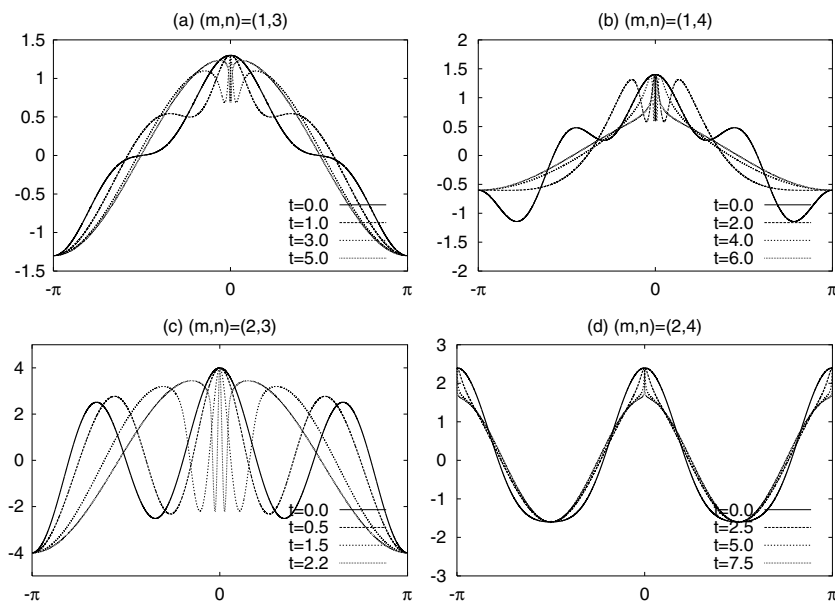 (a) (m,n)=(1,3)
1.5
1
0.5
0
-0.5
-1
-1.5
-π
0
π
t=0.0
t=1.0
t=3.0
t=5.0
(b) (m,n)=(1,4)
2
1.5
1
0.5
0
-0.5
-1
-1.5
-2
-π
0
π
t=0.0
t=2.0
t=4.0
t=6.0
(c) (m,n)=(2,3)
4
2
0
-2
-4
-π
0
π
t=0.0
t=0.5
t=1.5
t=2.2
(d) (m,n)=(2,4)
3
2
1
0
-1
-2
-3
-π
0
π
t=0.0
t=2.5
t=5.0
t=7.5